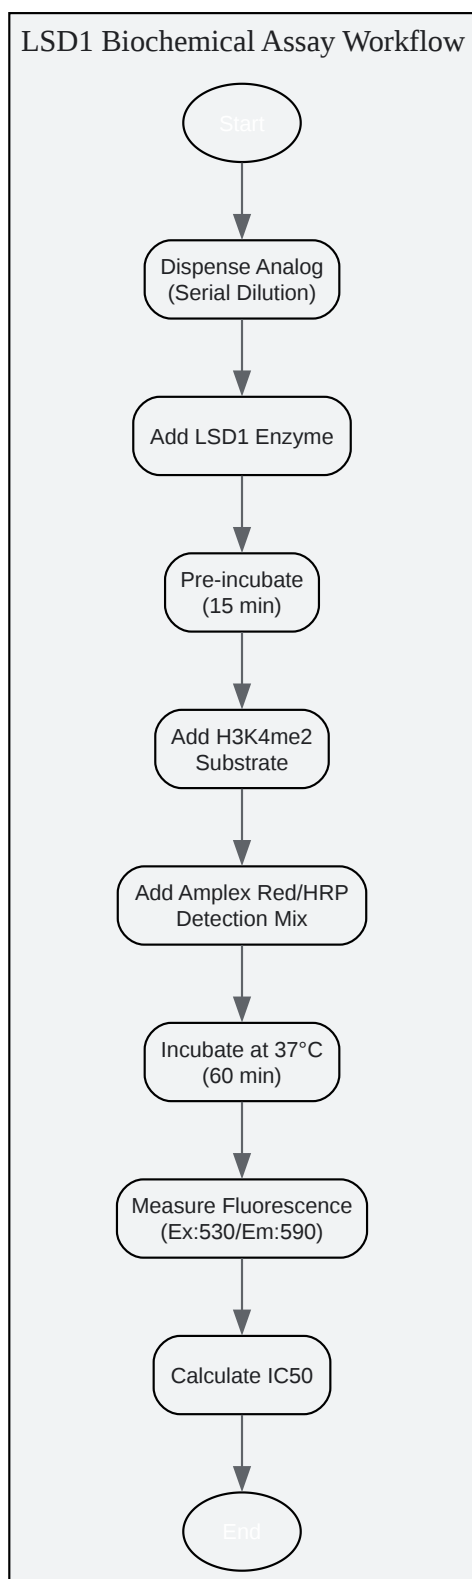 LSD1 Biochemical Assay Workflow
Start
Dispense Analog
(Serial Dilution)
Add LSD1 Enzyme
Pre-incubate
(15 min)
Add H3K4me2
Substrate
Add Amplex Red/HRP
Detection Mix
Incubate at 37°C
(60 min)
Measure Fluorescence
(Ex:530/Em:590)
Calculate IC50
End